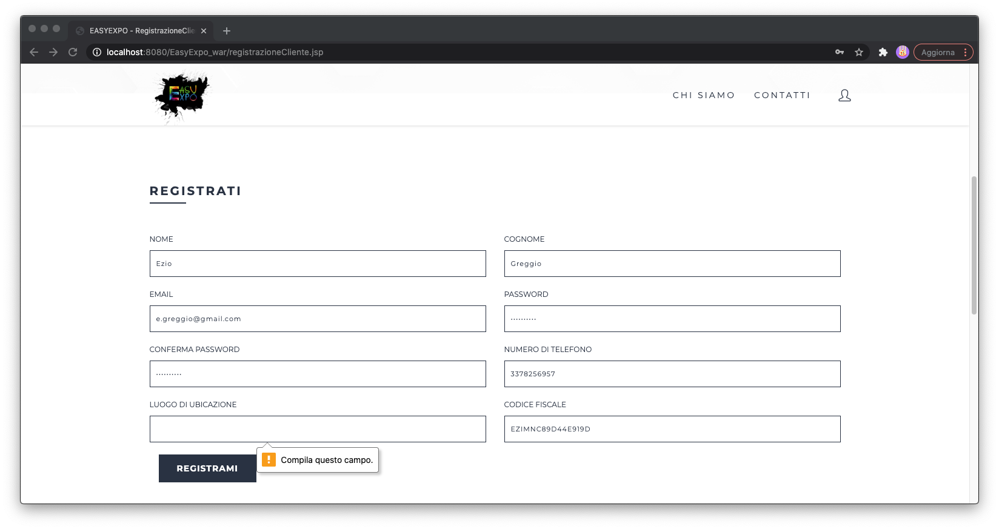 EASYEXPO - RegistrazioneClie
localhost:8080/EasyExpo_war/registrazioneCliente.jsp
Aggiorna
EASY
EXPO
CHI SIAMO CONTATTI
REGISTRATI
NOME COGNOME
Ezio Greggio
EMAIL PASSWORD
e.greggio@gmail.com ··········
CONFERMA PASSWORD NUMERO DI TELEFONO
·········· 3378256957
LUOGO DI UBICAZIONE CODICE FISCALE
EZIMNC89D44E919D
REGISTRAMI
! Compila questo campo.